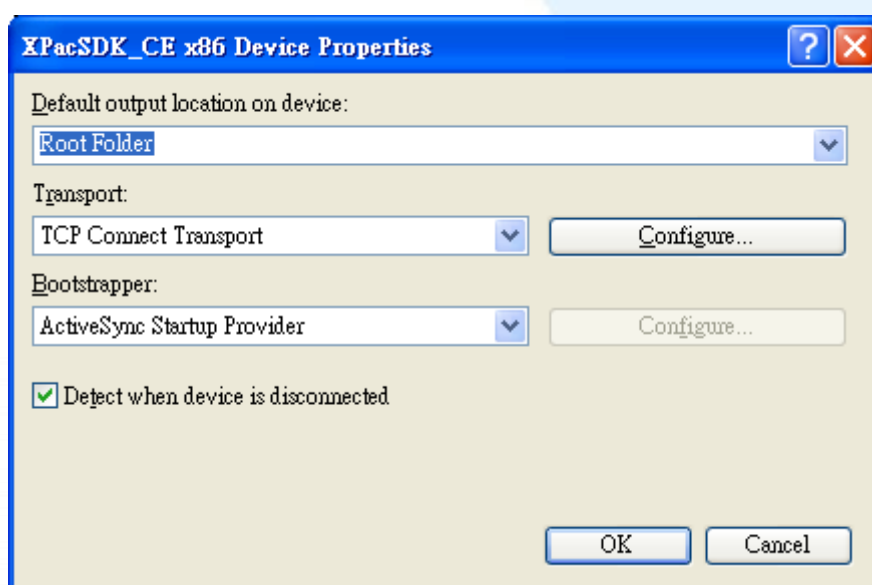 XPacSDK_CE x86 Device Properties
Default output location on device:
Root Folder
Transport:
TCP Connect Transport
Configure...
Bootstrapper:
ActiveSync Startup Provider
Configure...
Detect when device is disconnected
OK
Cancel